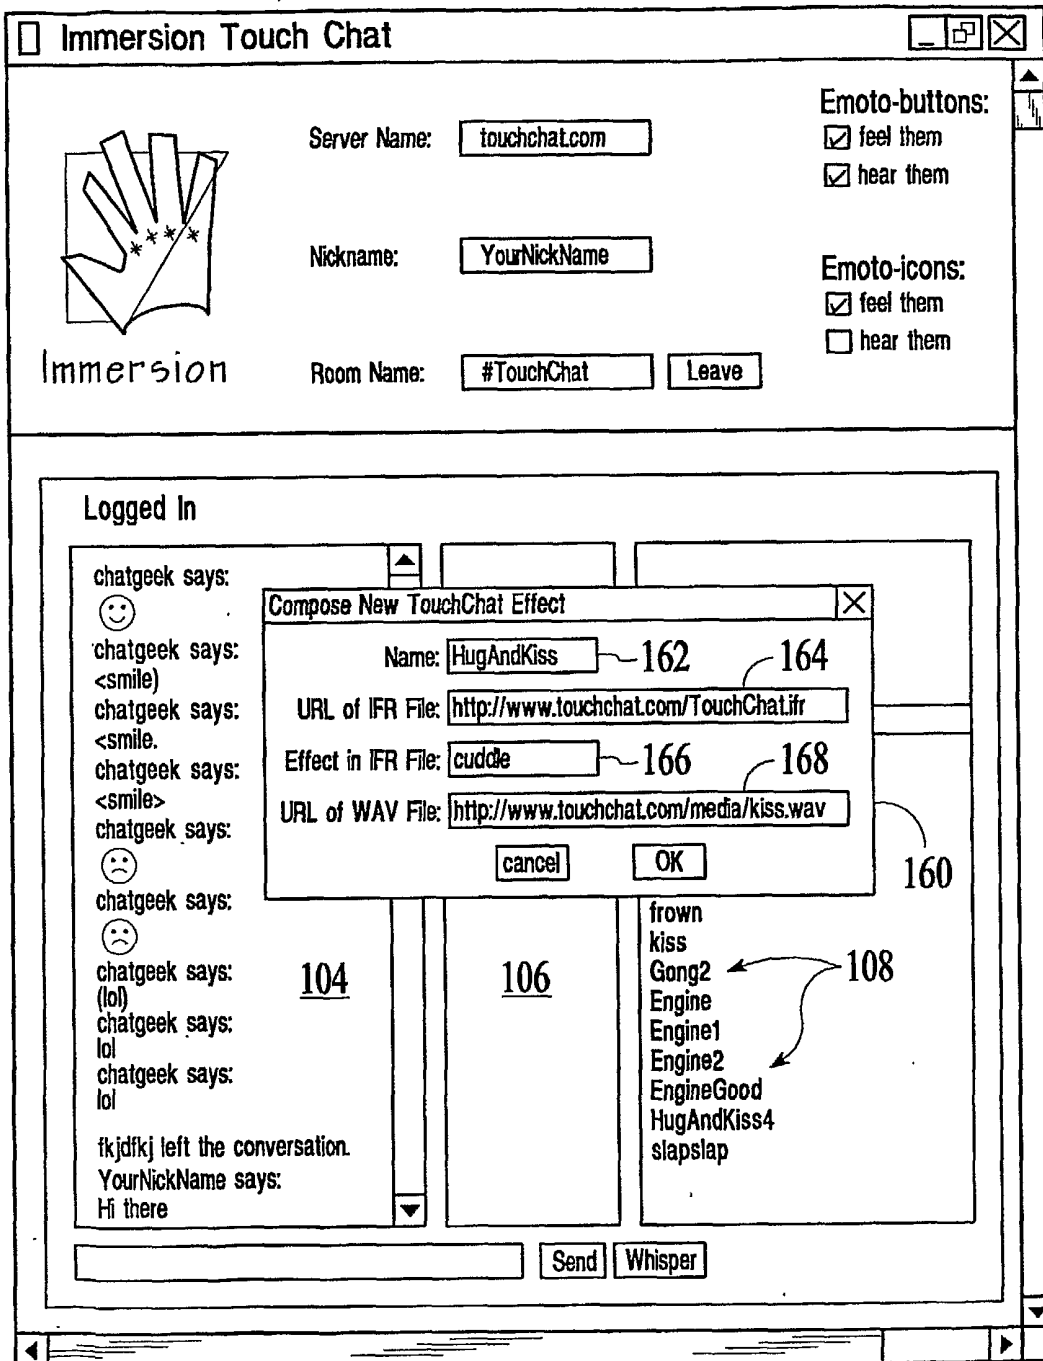 Immersion Touch Chat
Emoto-buttons:
feel them
hear them
Server Name: touchchat.com
Nickname: YourNickName
Emoto-icons:
feel them
hear them
Immersion
Room Name: #TouchChat Leave
Logged In
chatgeek says:
chatgeek says:
<smile)
chatgeek says:
<smile.
chatgeek says:
<smile>
chatgeek says:
chatgeek says:
chatgeek says:
(lol)
chatgeek says:
lol
chatgeek says:
lol
fkjdfkj left the conversation.
YourNickName says:
Hi there
104
106
Compose New TouchChat Effect
Name: HugAndKiss 162 164
URL of IFR File: http://www.touchchat.com/TouchChat.ifr
Effect in IFR File: cuddle 166 168
URL of WAV File: http://www.touchchat.com/media/kiss.wav
cancel OK
160
frown
kiss
Gong2 108
Engine
Engine1
Engine2
EngineGood
HugAndKiss4
slapslap
Send Whisper